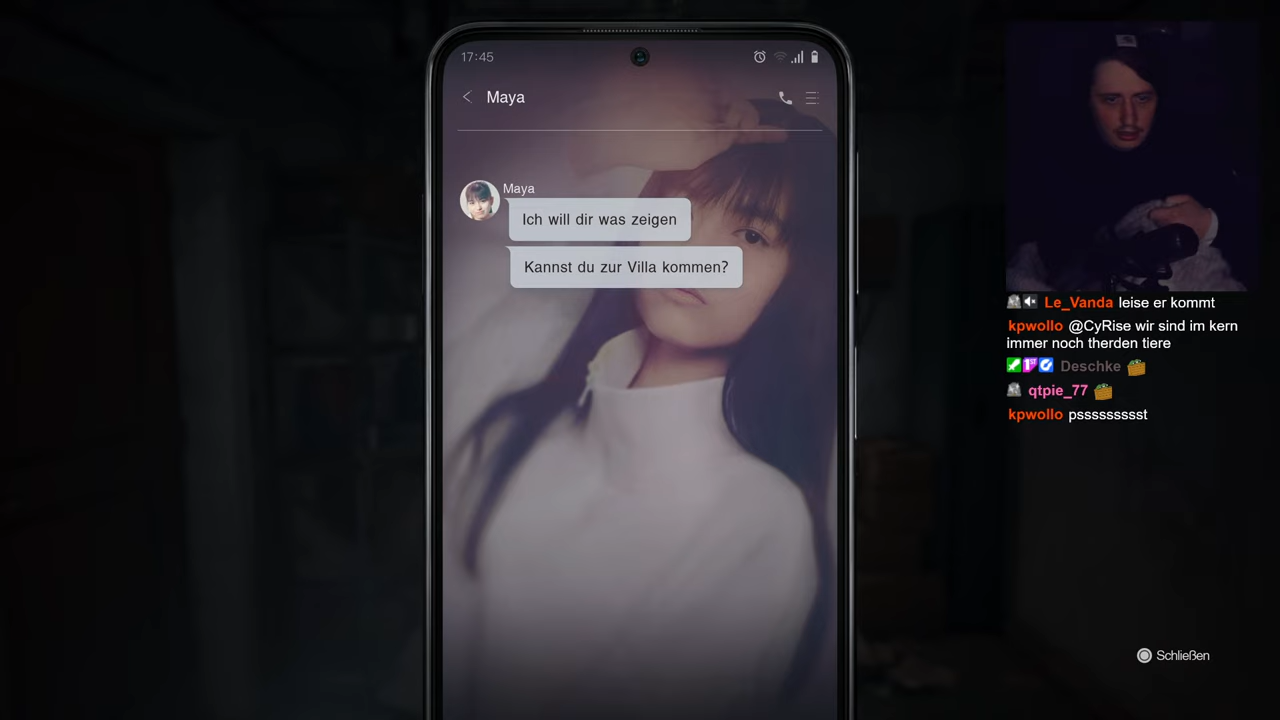 17:45
Maya
Maya
Ich will dir was zeigen
Kannst du zur Villa kommen?
Le_Vanda leise er kommt
kpwollo @CyRise wir sind im kern
immer noch therden tiere
Deschke
qtpie_77
kpwollo psssssssssst
Schließen